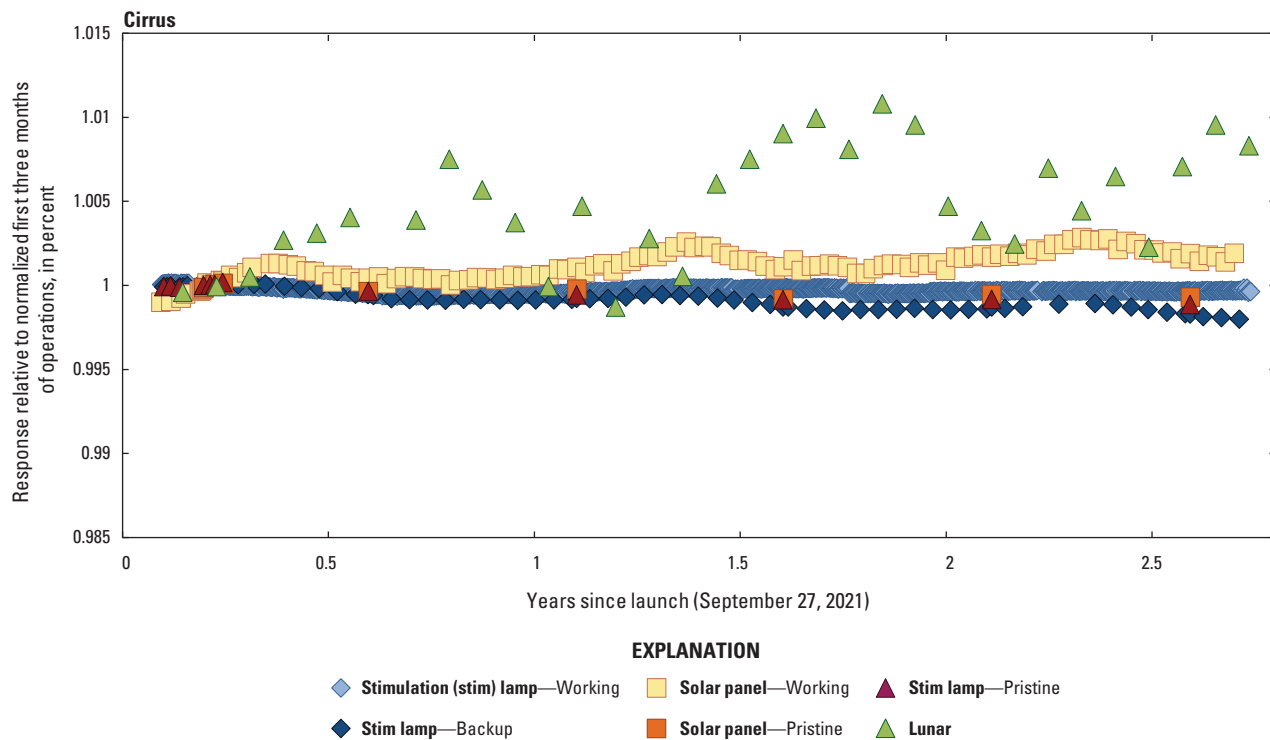 Cirrus
1.015
1.01
1.005
1
0.995
0.99
0.985
0
0.5
1
1.5
2
2.5
Response relative to normalized first three months
of operations, in percent
Years since launch (September 27, 2021)
EXPLANATION
Stimulation (stim) lamp—Working
Solar panel—Working
Stim lamp—Pristine
Stim lamp—Backup
Solar panel—Pristine
Lunar